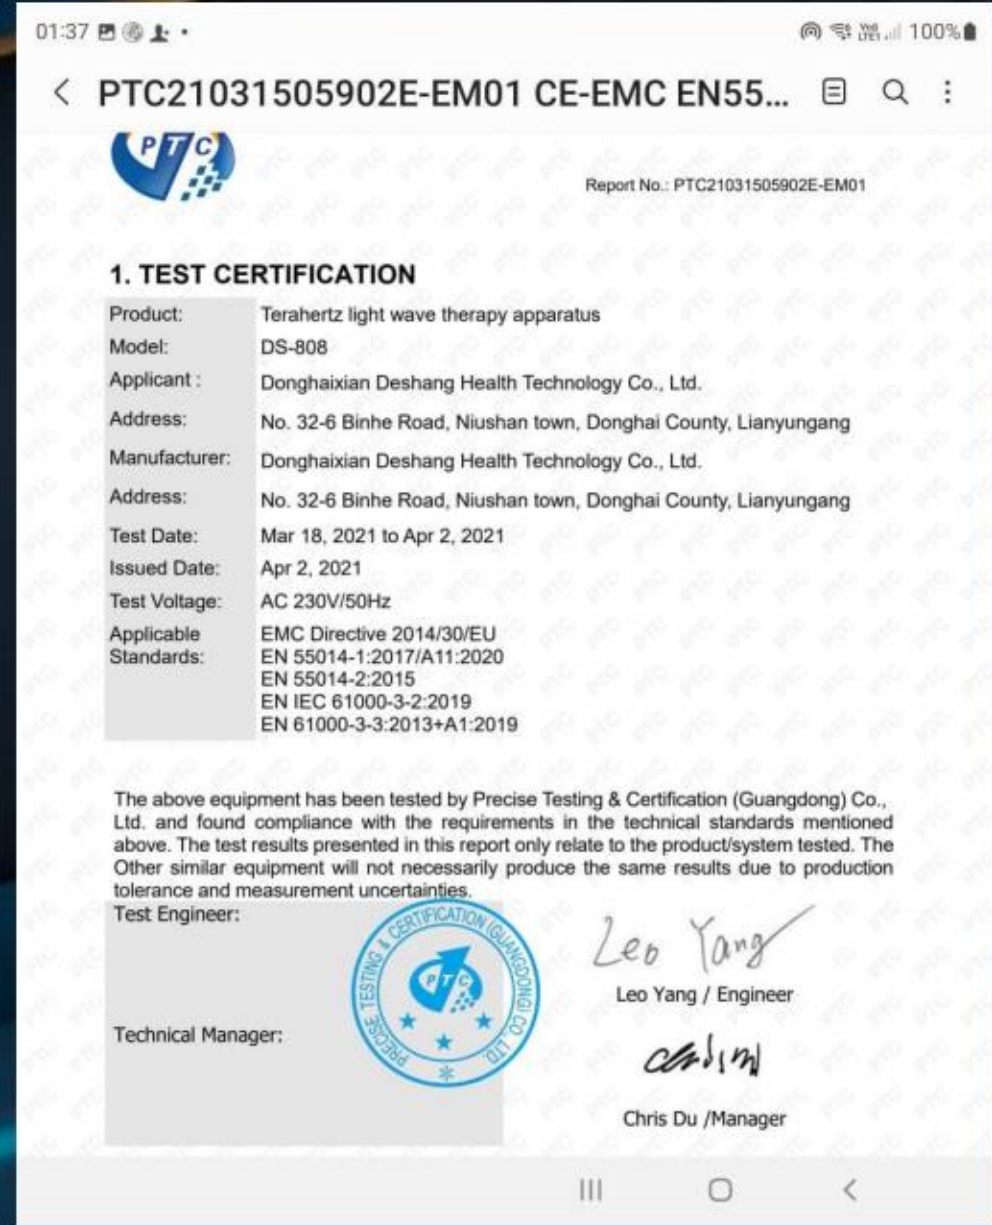 01:37
100%
PTC21031505902E-EM01 CE-EMC EN55...
PTC
Report No.: PTC21031505902E-EM01
1. TEST CERTIFICATION
Product: Terahertz light wave therapy apparatus
Model: DS-808
Applicant : Donghaixian Deshang Health Technology Co., Ltd.
Address: No. 32-6 Binhe Road, Niushan town, Donghai County, Lianyungang
Manufacturer: Donghaixian Deshang Health Technology Co., Ltd.
Address: No. 32-6 Binhe Road, Niushan town, Donghai County, Lianyungang
Test Date: Mar 18, 2021 to Apr 2, 2021
Issued Date: Apr 2, 2021
Test Voltage: AC 230V/50Hz
Applicable EMC Directive 2014/30/EU
Standards: EN 55014-1:2017/A11:2020
EN 55014-2:2015
EN IEC 61000-3-2:2019
EN 61000-3-3:2013+A1:2019
The above equipment has been tested by Precise Testing & Certification (Guangdong) Co.,
Ltd. and found compliance with the requirements in the technical standards mentioned
above. The test results presented in this report only relate to the product/system tested. The
Other similar equipment will not necessarily produce the same results due to production
tolerance and measurement uncertainties.
Test Engineer:
PRECISE TESTING & CERTIFICATION (GUANGDONG) CO., LTD.
PTC
Leo Yang
Leo Yang / Engineer
Technical Manager:
Chris Du /Manager